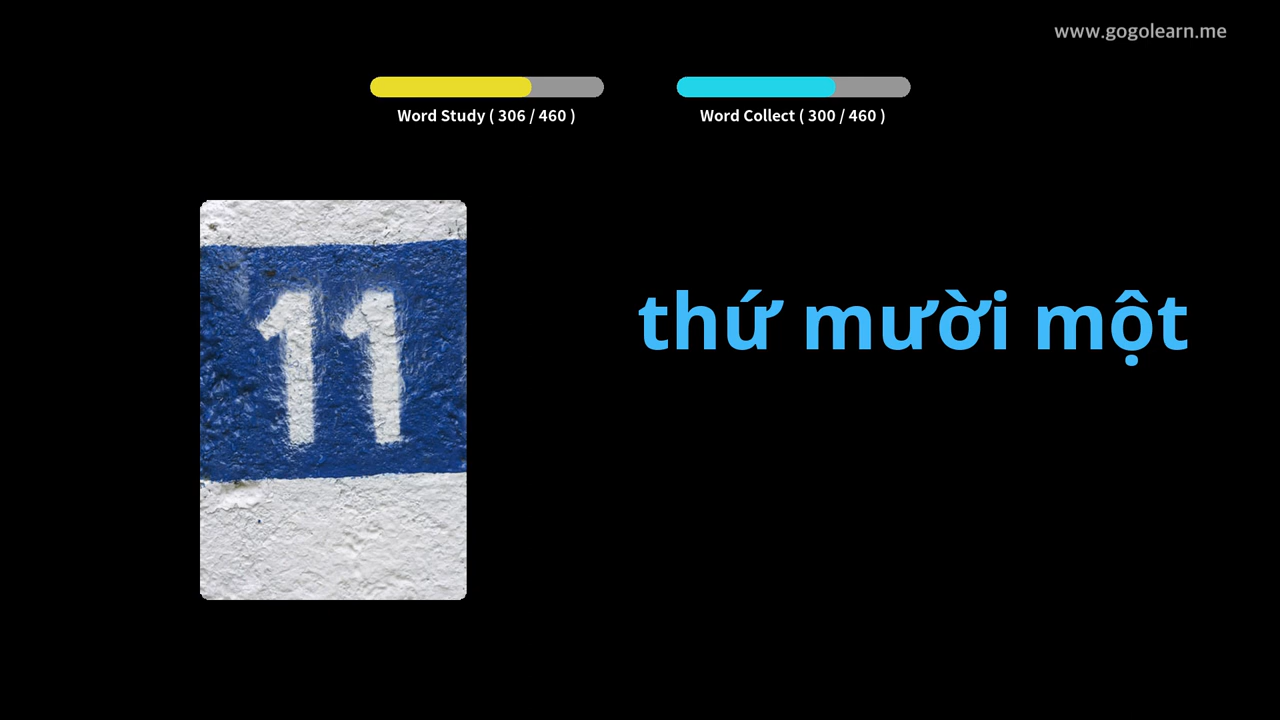 www.gogolearn.me
Word Study ( 306 / 460 )
Word Collect ( 300 / 460 )
11
thứ mười một